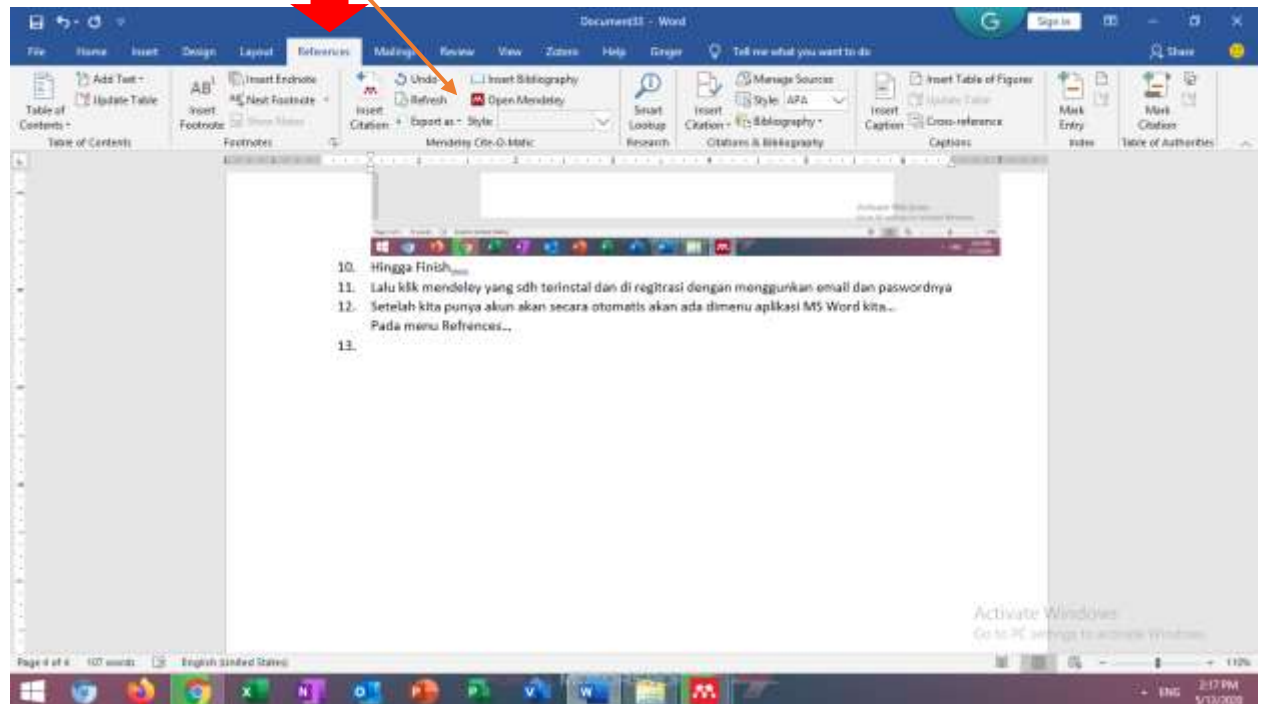 Document33 - Word
Sign in
File Home Insert Design Layout References Mailings Review View Zotero Help Ginger Tell me what you want to do Share
Add Text
Update Table
Table of Contents
Table of Contents
AB
Insert Footnote
Insert Endnote
Next Footnote
Show Notes
Footnotes
Insert Citation
Undo
Refresh
Export as
Insert Bibliography
Open Mendeley
Style
Mendeley Cite-O-Matic
Smart Lookup
Research
Insert Citation
Manage Sources
Style APA
Bibliography
Citations & Bibliography
Insert Caption
Insert Table of Figures
Update Table
Cross-reference
Captions
Mark Entry
Index
Mark Citation
Table of Authorities
10. Hingga Finish
11. Lalu klik mendeley yang sdh terinstal dan di regitrasi dengan menggunkan email dan paswordnya
12. Setelah kita punya akun akan secara otomatis akan ada dimenu aplikasi MS Word kita...
Pada menu Refrences...
13.
Activate Windows
Go to PC settings to activate Windows.
Page 4 of 4 107 words English (United States) 110%
ENG 2:17 PM
5/13/2020